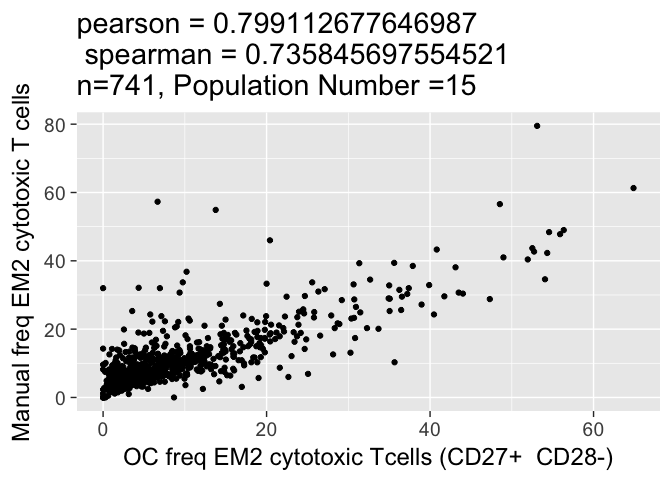 pearson = 0.799112677646987
spearman = 0.735845697554521
n=741, Population Number =15
Manual freq EM2 cytotoxic T cells
80
60
40
20
0
0 20 40 60
OC freq EM2 cytotoxic Tcells (CD27+  CD28-)